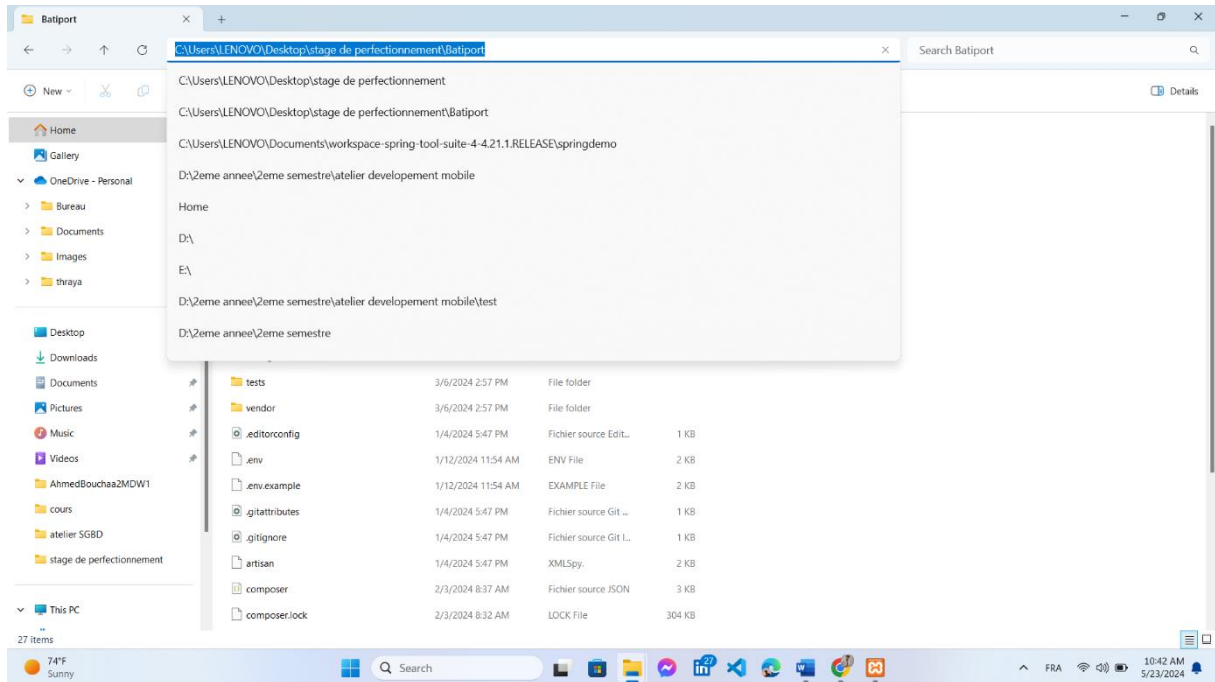 Batiport
C:\Users\LENOVO\Desktop\stage de perfectionnement\Batiport
Search Batiport
New
Details
C:\Users\LENOVO\Desktop\stage de perfectionnement
C:\Users\LENOVO\Desktop\stage de perfectionnement\Batiport
C:\Users\LENOVO\Documents\workspace-spring-tool-suite-4-4.21.1.RELEASE\springdemo
D:\2eme annee\2eme semestre\atelier developement mobile
Home
D:\
E:\
D:\2eme annee\2eme semestre\atelier developement mobile\test
D:\2eme annee\2eme semestre
Home
Gallery
OneDrive - Personal
Bureau
Documents
Images
thraya
Desktop
Downloads
Documents
Pictures
Music
Videos
AhmedBouchaa2MDW1
cours
atelier SGBD
stage de perfectionnement
This PC
tests 3/6/2024 2:57 PM File folder
vendor 3/6/2024 2:57 PM File folder
.editorconfig 1/4/2024 5:47 PM Fichier source Edit... 1 KB
.env 1/12/2024 11:54 AM ENV File 2 KB
.env.example 1/12/2024 11:54 AM EXAMPLE File 2 KB
.gitattributes 1/4/2024 5:47 PM Fichier source Git ... 1 KB
.gitignore 1/4/2024 5:47 PM Fichier source Git I... 1 KB
artisan 1/4/2024 5:47 PM XMLSpy. 2 KB
composer 2/3/2024 8:37 AM Fichier source JSON 3 KB
composer.lock 2/3/2024 8:32 AM LOCK File 304 KB
27 items
74°F
Sunny
Search
27
FRA
10:42 AM
5/23/2024